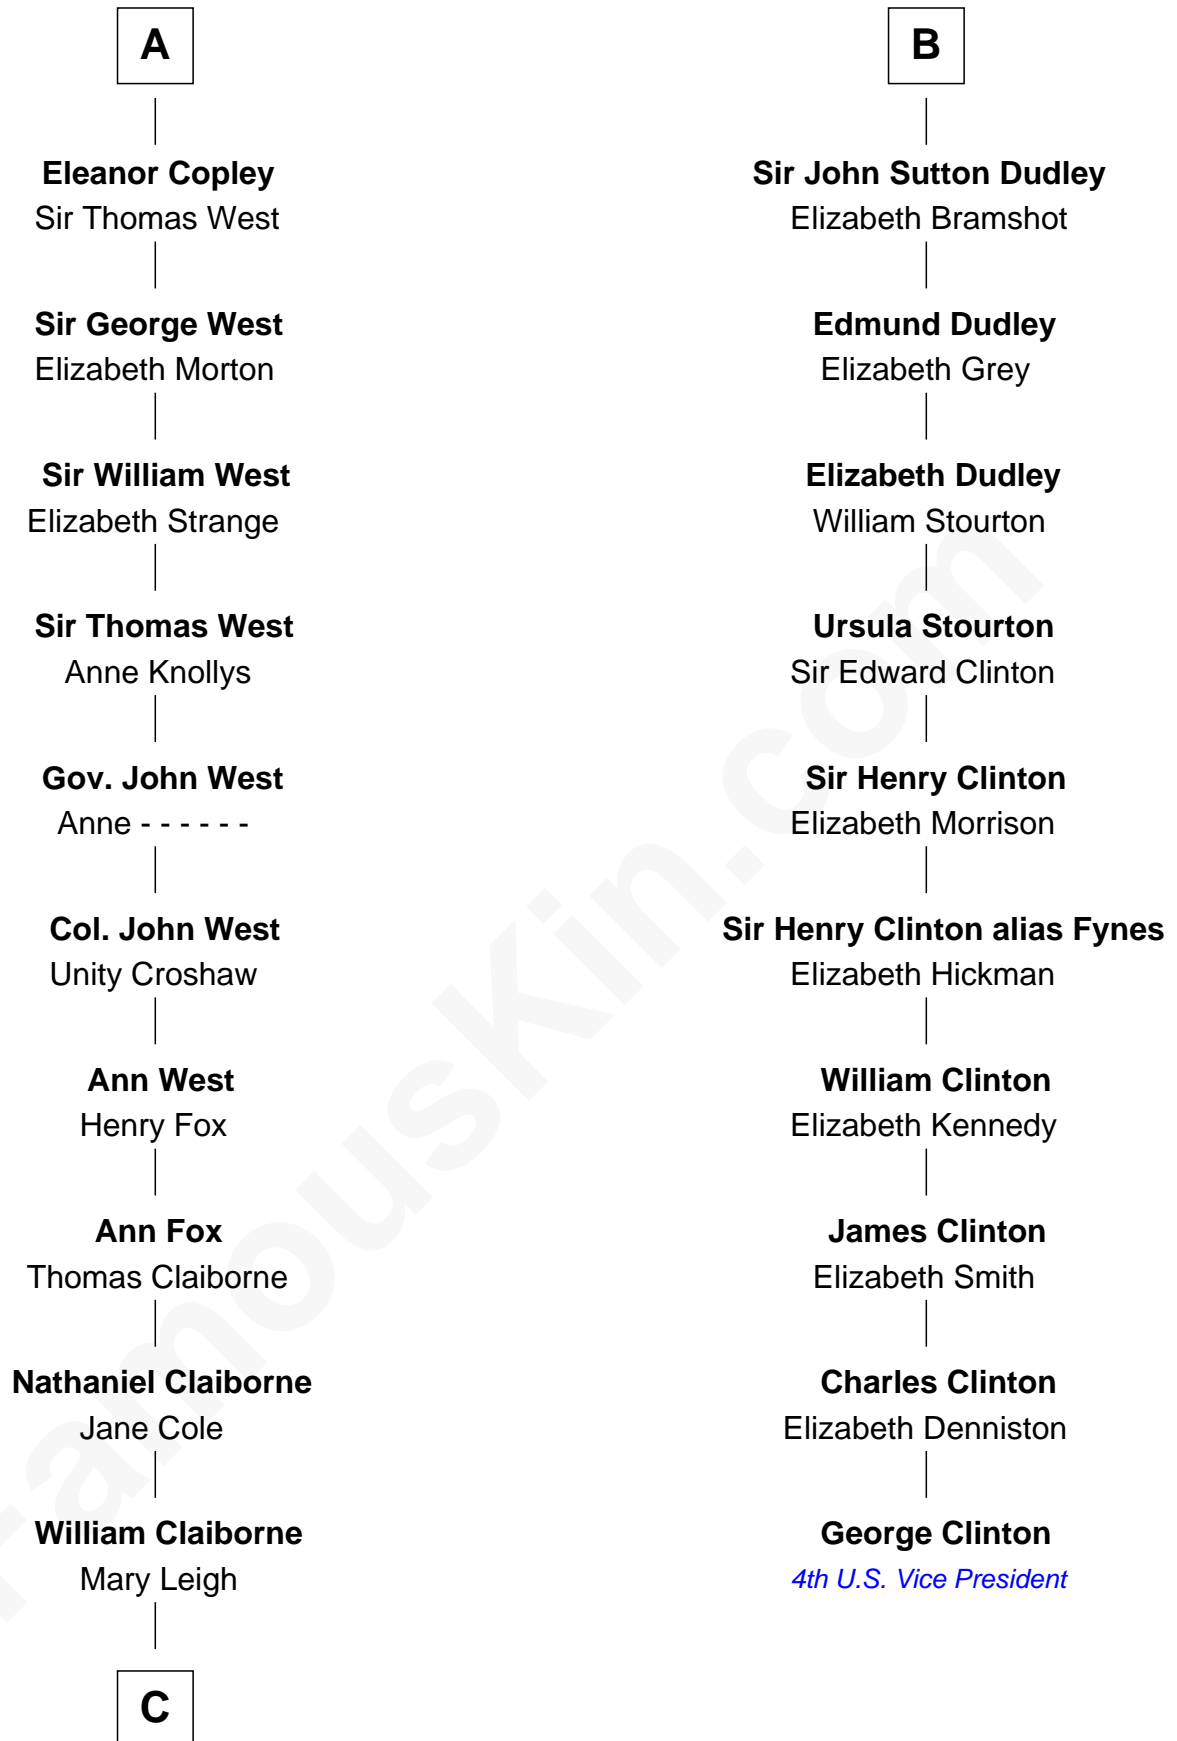 A
Eleanor Copley
Sir Thomas West
Sir George West
Elizabeth Morton
Sir William West
Elizabeth Strange
Sir Thomas West
Anne Knollys
Gov. John West
Anne - - - - - -
Col. John West
Unity Croshaw
Ann West
Henry Fox
Ann Fox
Thomas Claiborne
Nathaniel Claiborne
Jane Cole
William Claiborne
Mary Leigh
C
B
Sir John Sutton Dudley
Elizabeth Bramshot
Edmund Dudley
Elizabeth Grey
Elizabeth Dudley
William Stourton
Ursula Stourton
Sir Edward Clinton
Sir Henry Clinton
Elizabeth Morrison
Sir Henry Clinton alias Fynes
Elizabeth Hickman
William Clinton
Elizabeth Kennedy
James Clinton
Elizabeth Smith
Charles Clinton
Elizabeth Denniston
George Clinton
4th U.S. Vice President
FamousKin.com